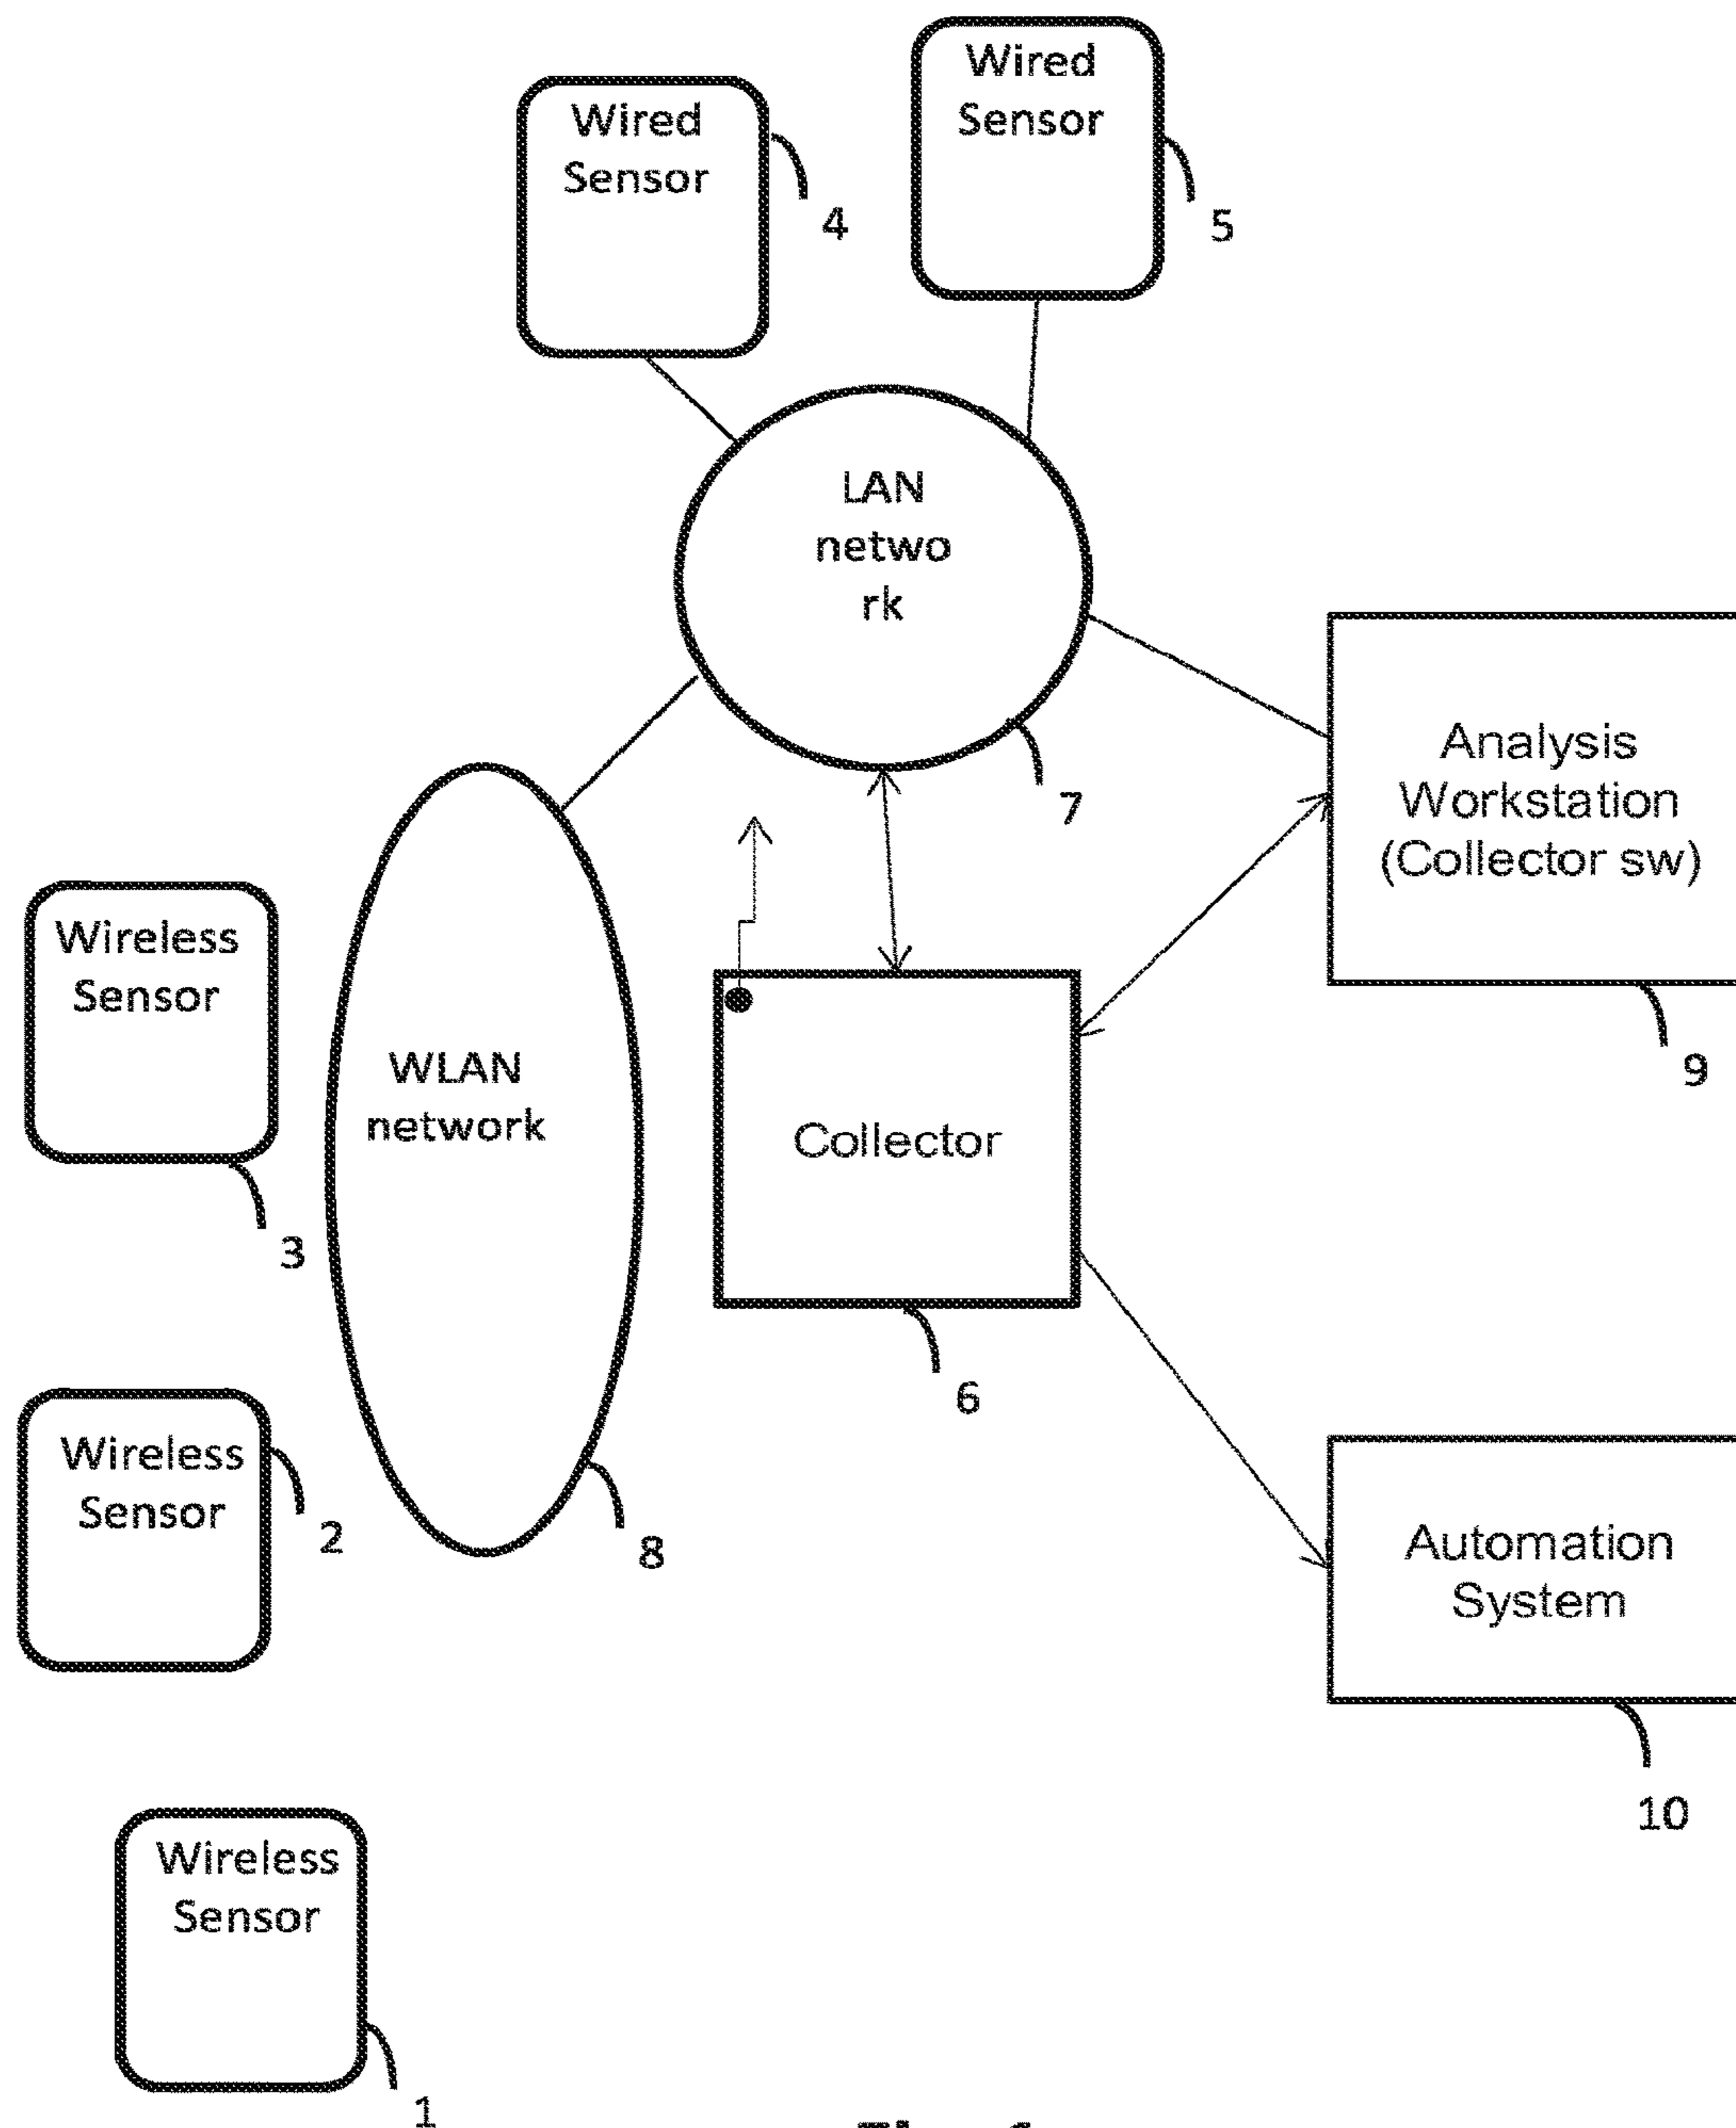 Wired
Sensor
4
Wired
Sensor
5
LAN
netwo
rk
7
Analysis
Workstation
(Collector sw)
9
Wireless
Sensor
3
WLAN
network
8
Collector
6
Wireless
Sensor
2
Automation
System
10
Wireless
Sensor
1